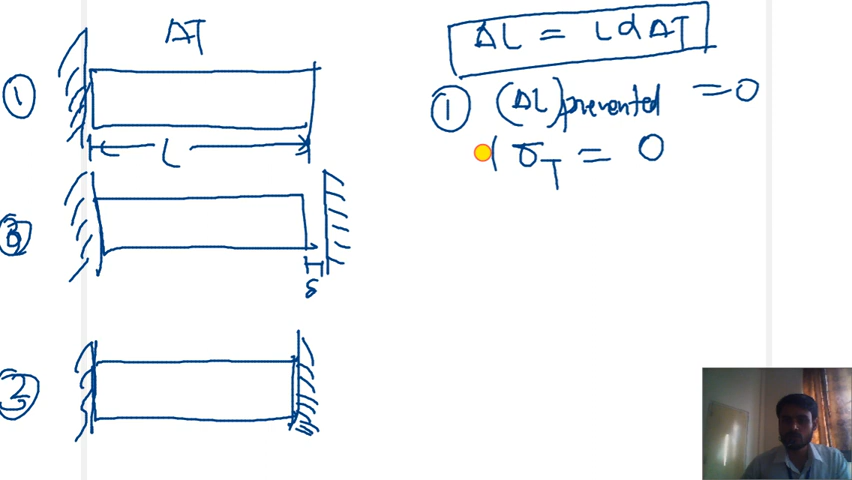 ΔT
ΔL = LαΔT
①
① (ΔL)prevented = 0
σT = 0
L
③
δ
②